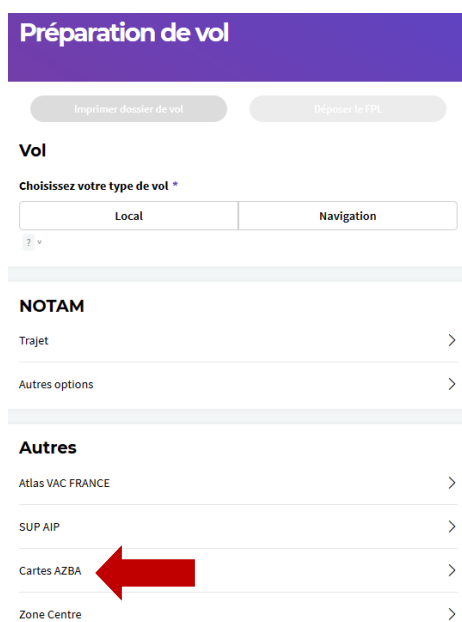 Préparation de vol
Imprimer dossier de vol
Déposer le FPL
Vol
Choisissez votre type de vol *
Local
Navigation
?
NOTAM
Trajet
Autres options
Autres
Atlas VAC FRANCE
SUP AIP
Cartes AZBA
Zone Centre